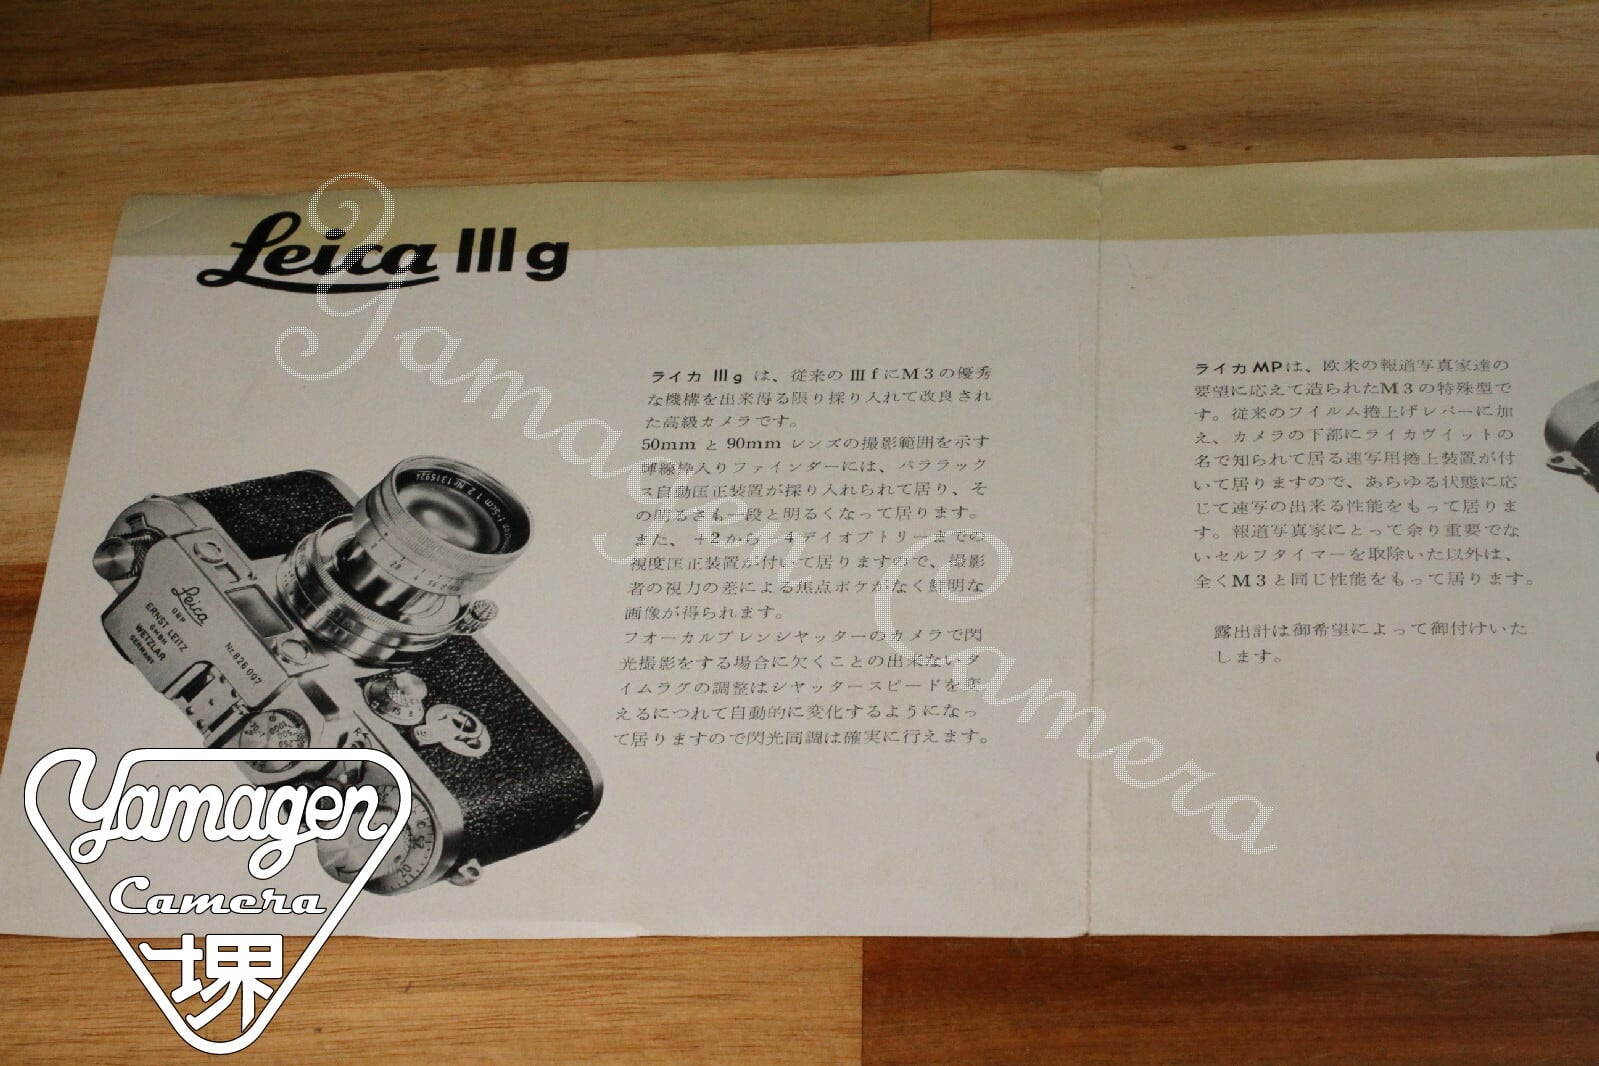 Leica IIIg
ライカ IIIg は、従来の III f にM3の優秀
な機構を出来得る限り採り入れて改良され
た高級カメラです。
50mm と 90mm レンズの撮影範囲を示す
輝線枠入りファインダーには、パララック
ス自動匡正装置が採り入れられて居り、そ
の明るさも一段と明るくなって居ります。
また、+2から-4デイオプトリーまでの
視度匡正装置が付いて居りますので、撮影
者の視力の差による焦点ボケがなく鮮明な
画像が得られます。
フオーカルプレンシヤッターのカメラで閃
光撮影をする場合に欠くことの出来ないタ
イムラグの調整はシヤッタースピードを変
えるにつれて自動的に変化するようになっ
て居りますので閃光同調は確実に行えます。
ライカMPは、欧米の報道写真家達の
要望に応えて造られたM3の特殊型で
す。従来のフイルム捲上げレバーに加
え、カメラの下部にライカヴイットの
名で知られて居る速写用捲上装置が付
いて居りますので、あらゆる状態に応
じて速写の出来る性能をもって居りま
す。報道写真家にとって余り重要でな
いセルフタイマーを取除いた以外は、
全くM3と同じ性能をもって居ります。
露出計は御希望によって御付けいた
します。
Leica
DBP
ERNST LEITZ
GMBH
WETZLAR
GERMANY
Nr. 826 007
Yamagen Camera
Yamagen
Camera
堺